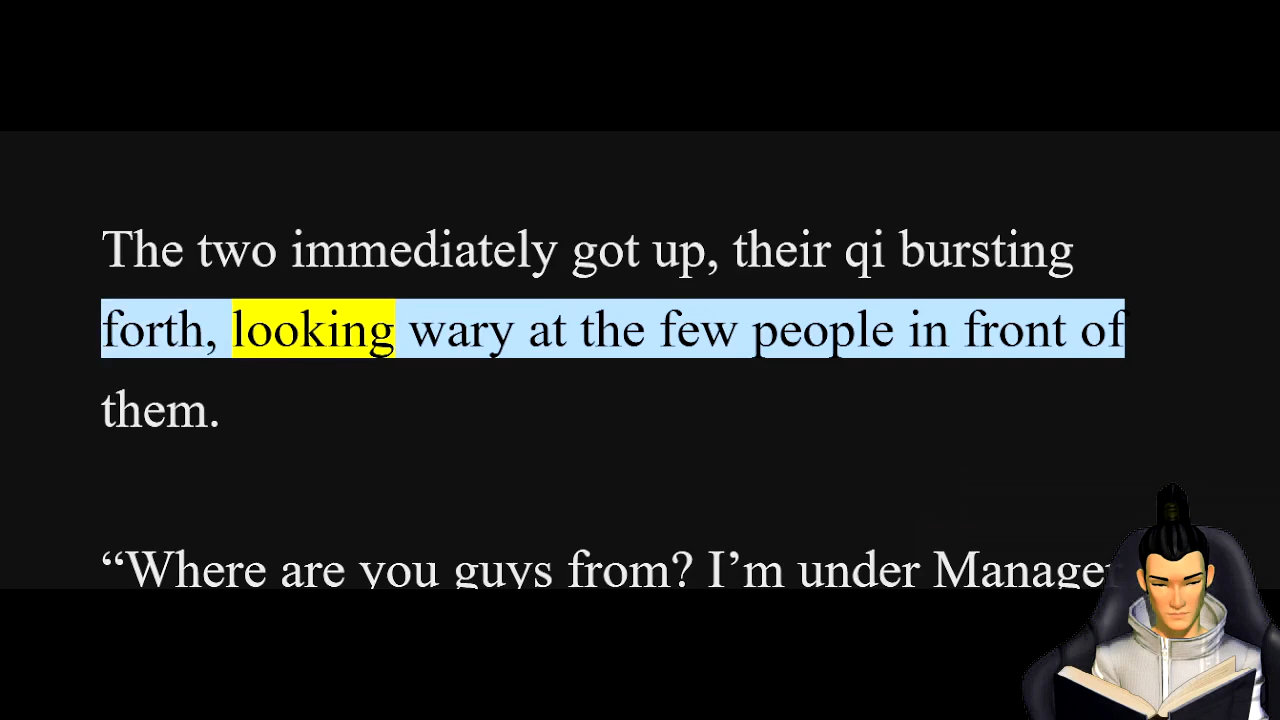 The two immediately got up, their qi bursting
forth, looking wary at the few people in front of
them.
“Where are you guys from? I’m under Manager